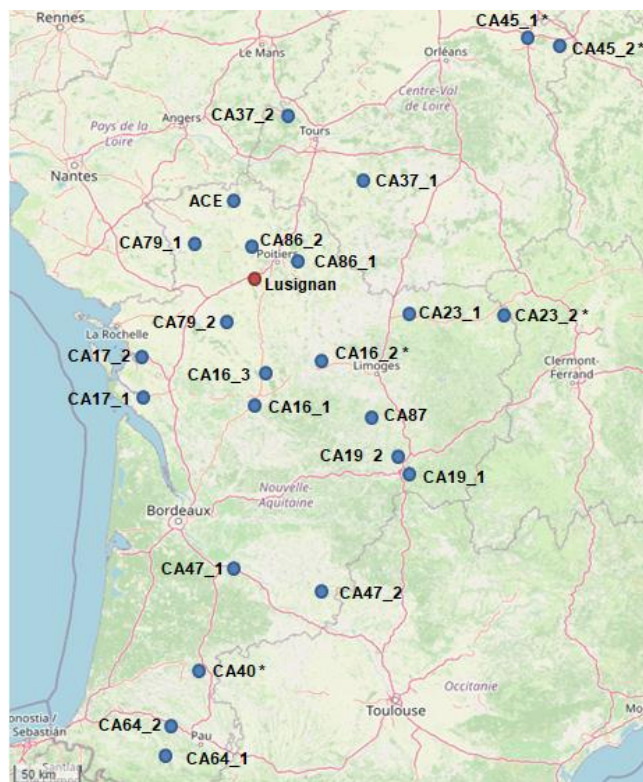 Rennes
CA45_1*
Le Mans
Orléans
CA45_2*
CA37_2
Centre-Val
de Loire
Angers
Pays de la
Loire
Tours
Nantes
CA37_1
ACE
CA79_1
CA86_2
Poitiers
CA86_1
Lusignan
La Rochelle
CA79_2
CA23_1
CA23_2*
CA17_2
CA16_2*
Limoges
Clermont-
Ferrand
CA16_3
CA17_1
CA16_1
CA87
CA19_2
CA19_1
Nouvelle-
Aquitaine
Bordeaux
CA47_1
CA47_2
CA40*
Occitanie
Toulouse
CA64_2
onostia /
Sebastián
Pau
CA64_1
Mo
50 km